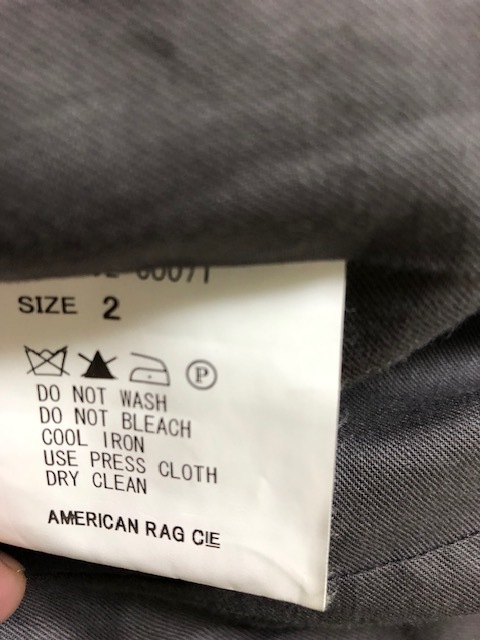 SIZE 2
P
DO NOT WASH
DO NOT BLEACH
COOL IRON
USE PRESS CLOTH
DRY CLEAN
AMERICAN RAG CIE